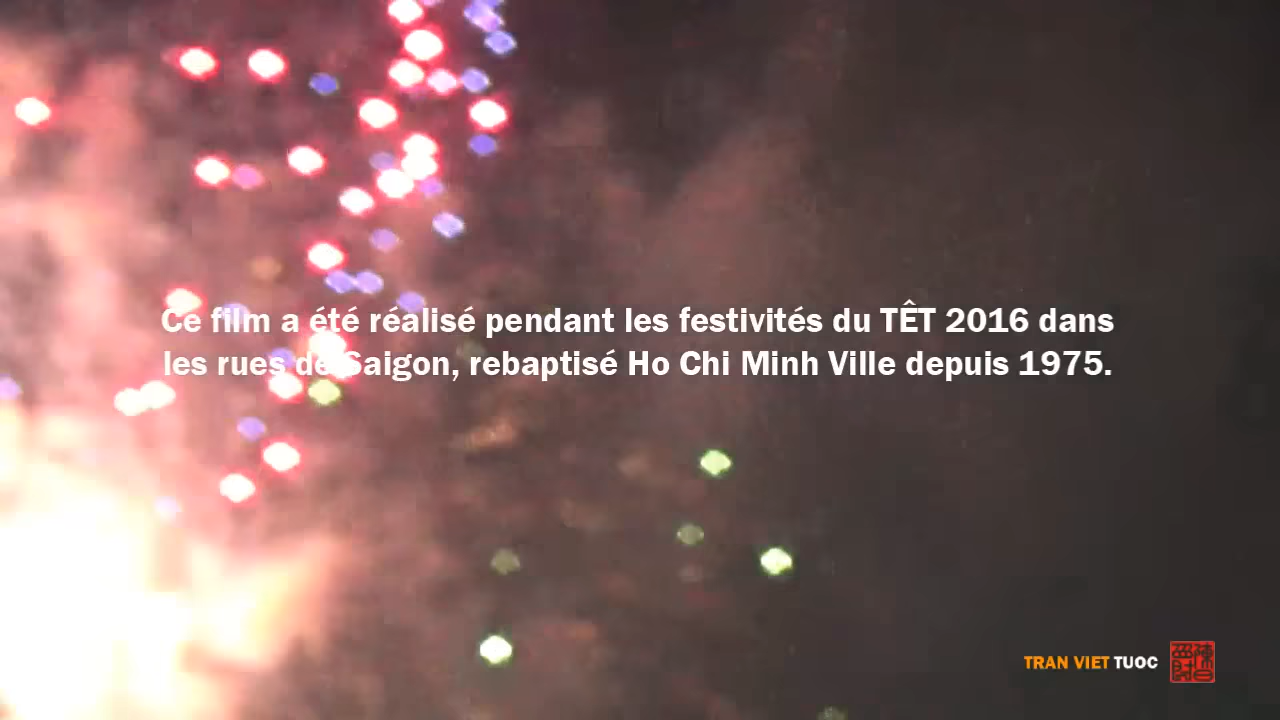 Ce film a été réalisé pendant les festivités du TÊT 2016 dans
les rues de Saigon, rebaptisé Ho Chi Minh Ville depuis 1975.
TRAN VIET TUOC